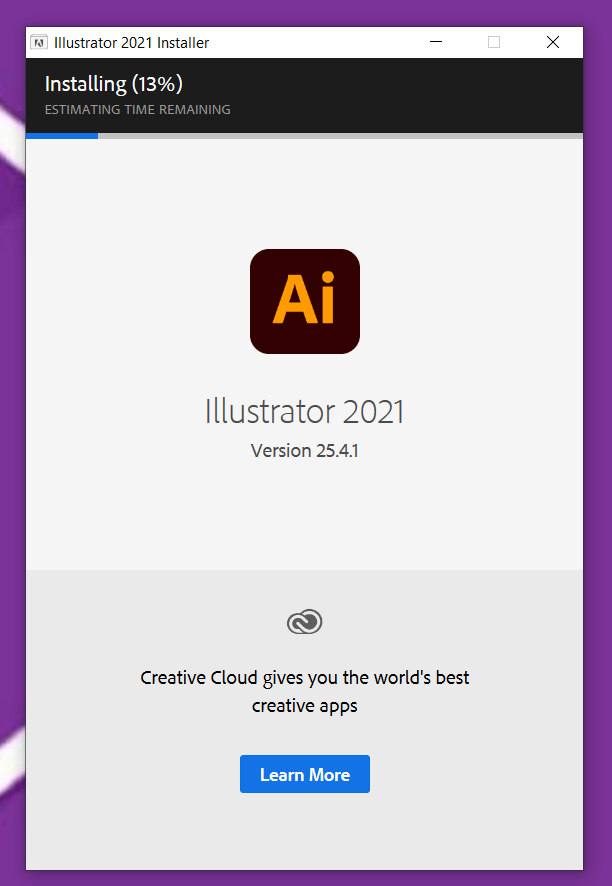 Illustrator 2021 Installer
Installing (13%)
ESTIMATING TIME REMAINING
Ai
Illustrator 2021
Version 25.4.1
Creative Cloud gives you the world's best
creative apps
Learn More